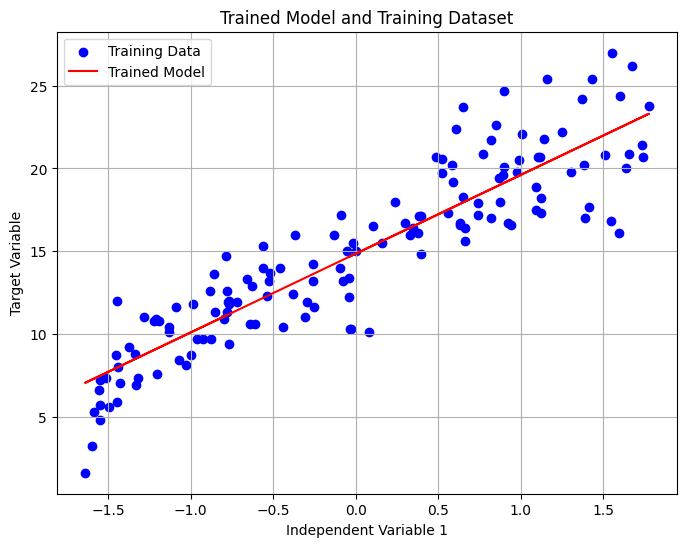 Trained Model and Training Dataset
Training Data
Trained Model
25
20
15
10
5
Target Variable
−1.5 −1.0 −0.5 0.0 0.5 1.0 1.5
Independent Variable 1